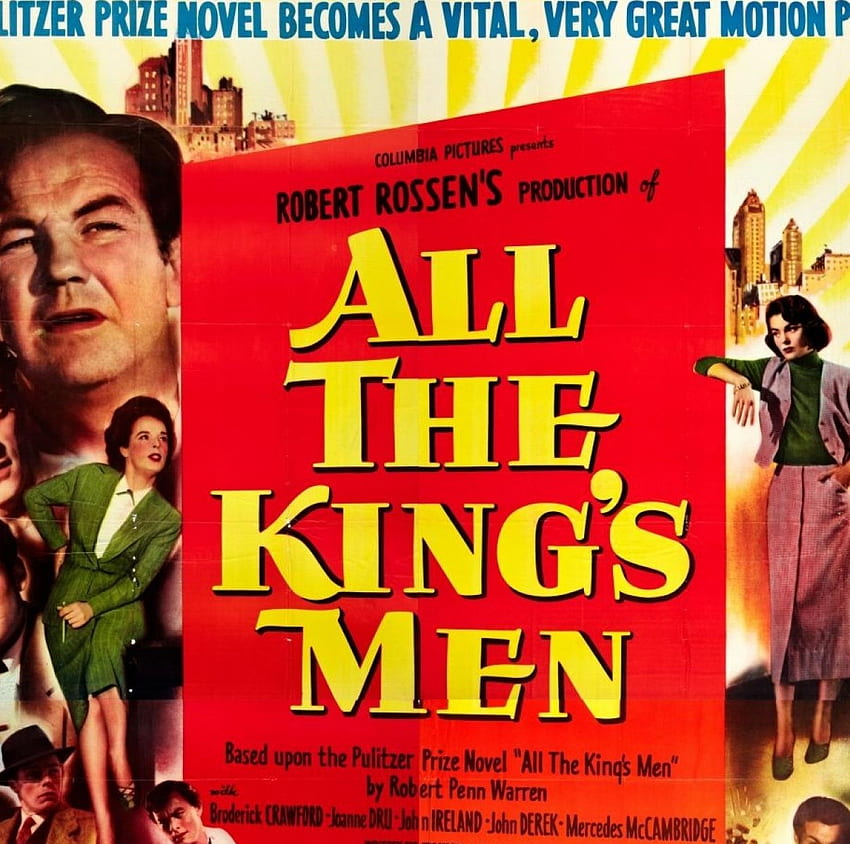 LITZER PRIZE NOVEL BECOMES A VITAL, VERY GREAT MOTION P
COLUMBIA PICTURES presents
ROBERT ROSSEN'S PRODUCTION of
ALL
THE
KING'S
MEN
Based upon the Pulitzer Prize Novel "All The King's Men"
by Robert Penn Warren
with
Broderick CRAWFORD · Joanne DRU · John IRELAND · John DEREK · Mercedes McCAMBRIDGE